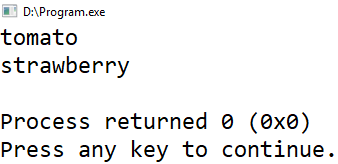 D:\Program.exe
tomato
strawberry
Process returned 0 (0x0)
Press any key to continue.